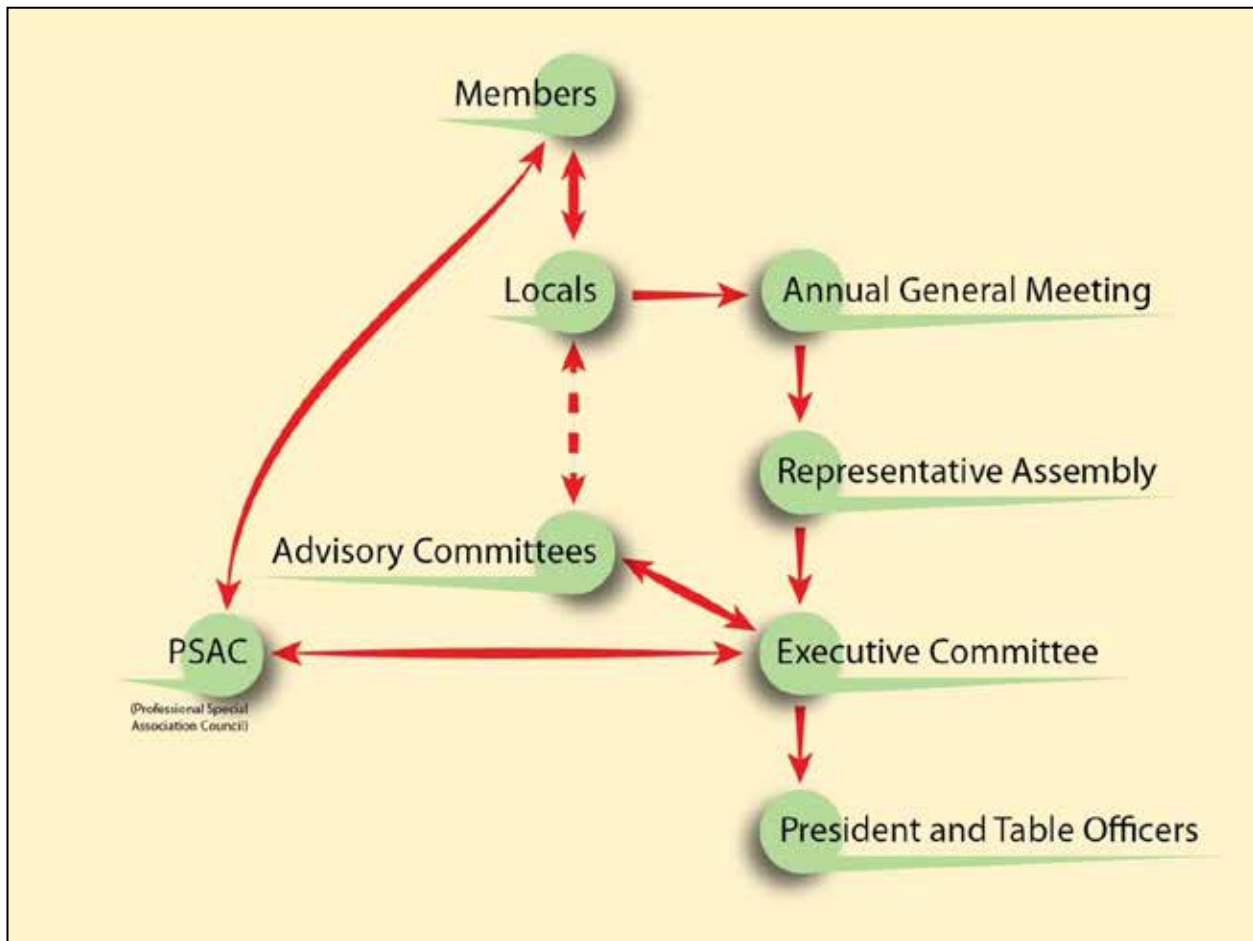 Members
Locals
Annual General Meeting
Representative Assembly
Advisory Committees
PSAC
(Professional Special
Association Council)
Executive Committee
President and Table Officers